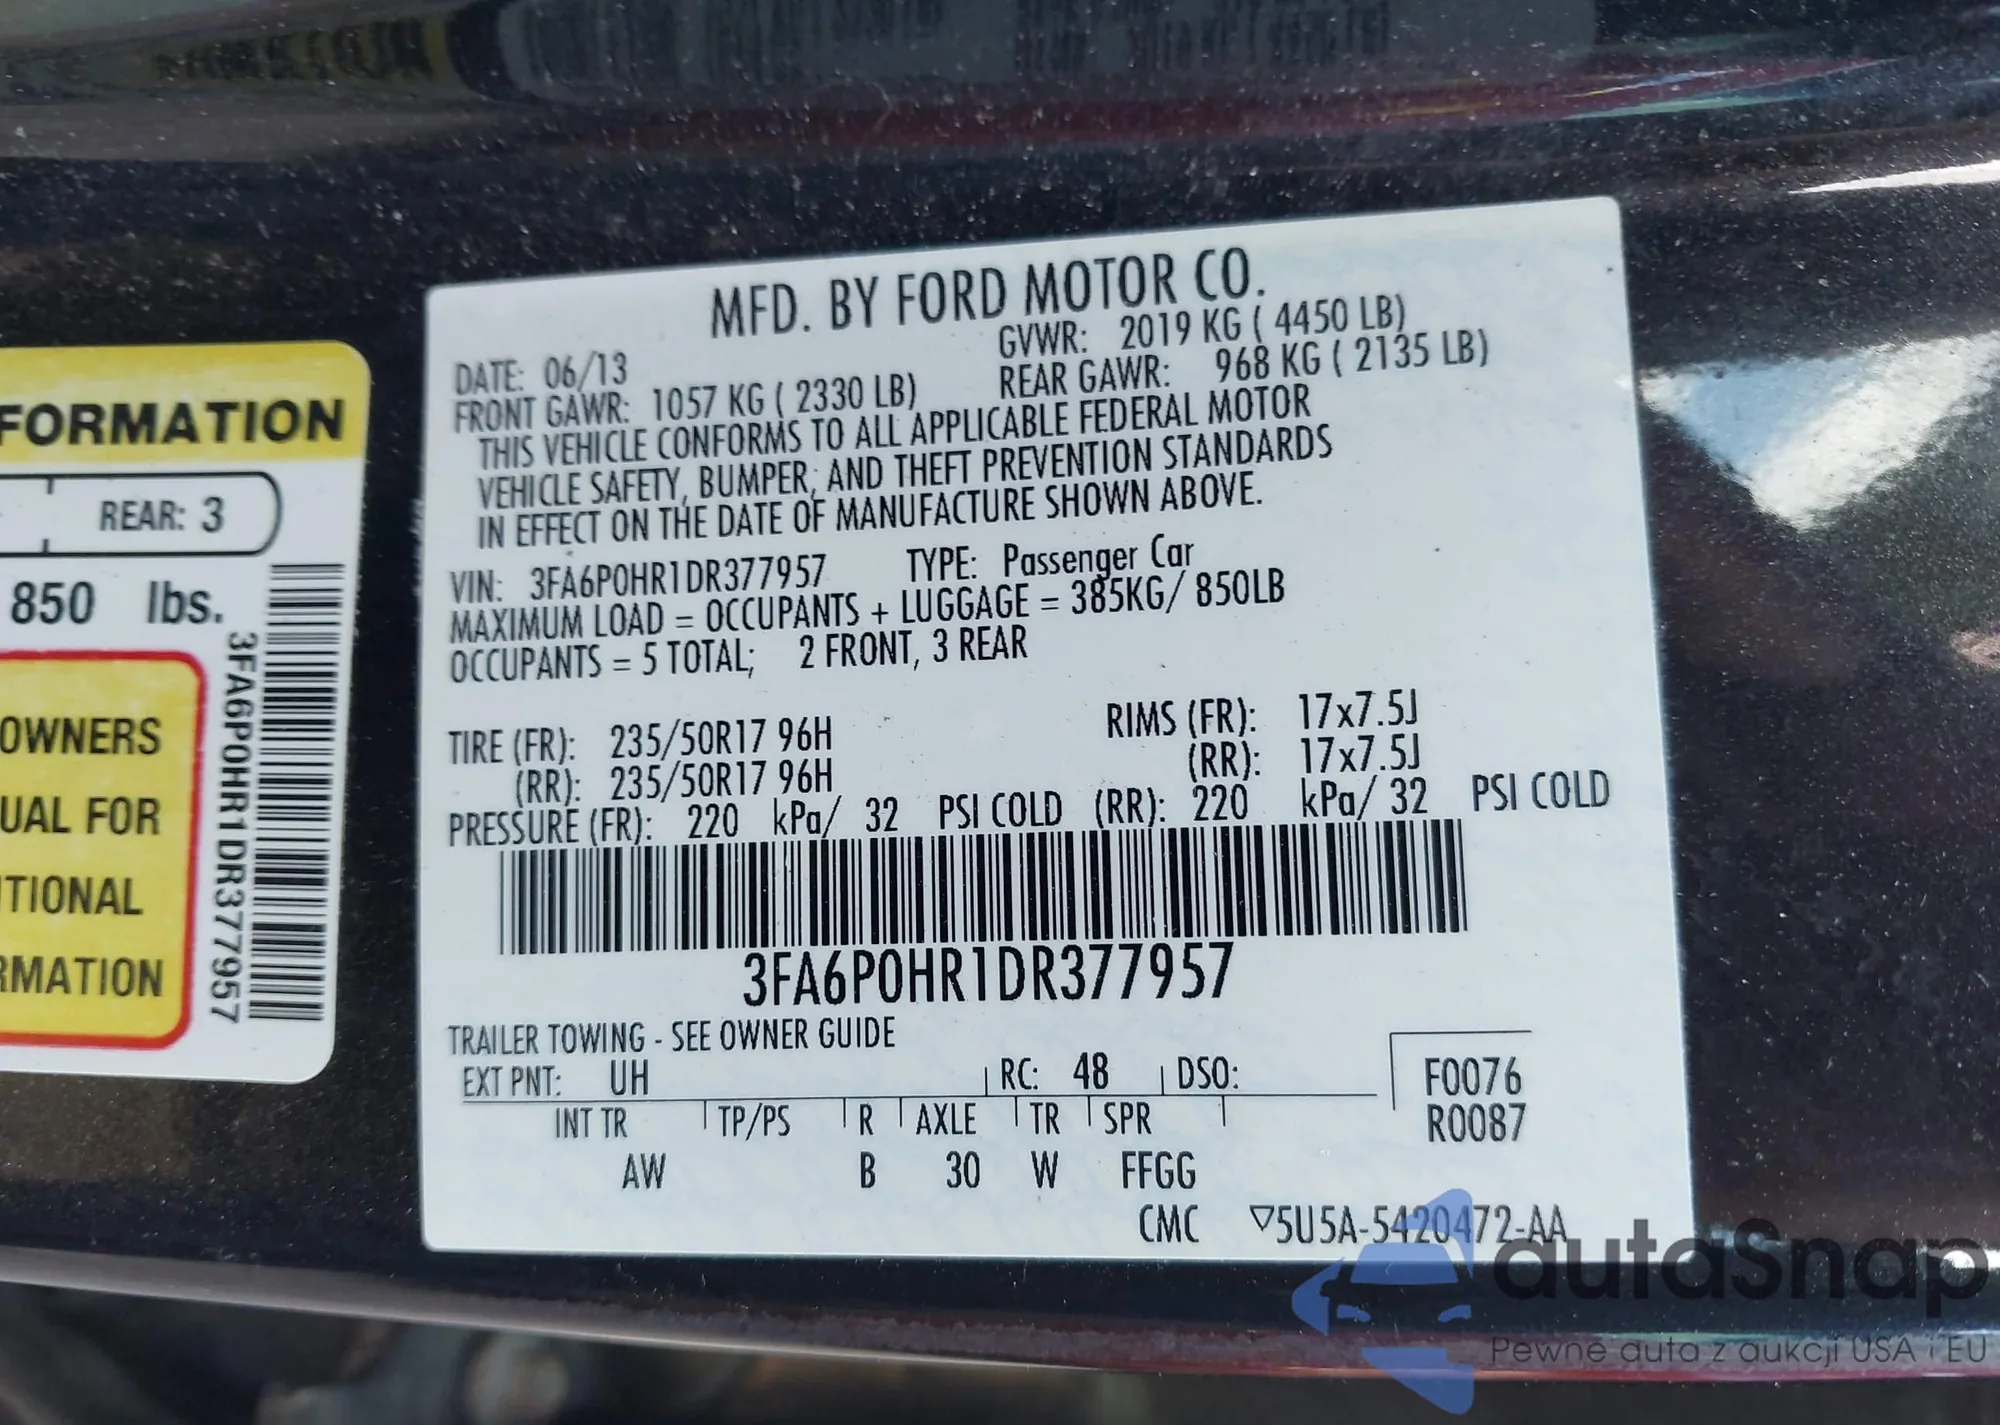 FORMATION
REAR: 3
850 lbs.
OWNERS
UAL FOR
TIONAL
RMATION
3FA6P0HR1DR377957
MFD. BY FORD MOTOR CO.
DATE: 06/13 GVWR: 2019 KG ( 4450 LB)
FRONT GAWR: 1057 KG ( 2330 LB) REAR GAWR: 968 KG ( 2135 LB)
THIS VEHICLE CONFORMS TO ALL APPLICABLE FEDERAL MOTOR
VEHICLE SAFETY, BUMPER, AND THEFT PREVENTION STANDARDS
IN EFFECT ON THE DATE OF MANUFACTURE SHOWN ABOVE.
VIN: 3FA6P0HR1DR377957 TYPE: Passenger Car
MAXIMUM LOAD = OCCUPANTS + LUGGAGE = 385KG/ 850LB
OCCUPANTS = 5 TOTAL; 2 FRONT, 3 REAR
TIRE (FR): 235/50R17 96H RIMS (FR): 17x7.5J
(RR): 235/50R17 96H (RR): 17x7.5J
PRESSURE (FR): 220 kPa/ 32 PSI COLD (RR): 220 kPa/ 32 PSI COLD
3FA6P0HR1DR377957
TRAILER TOWING - SEE OWNER GUIDE
EXT PNT: UH RC: 48 DSO: F0076
INT TR TP/PS R AXLE TR SPR R0087
AW B 30 W FFGG
CMC ▽5U5A-5420472-AA
autaSnap
Pewne auta z aukcji USA i EU